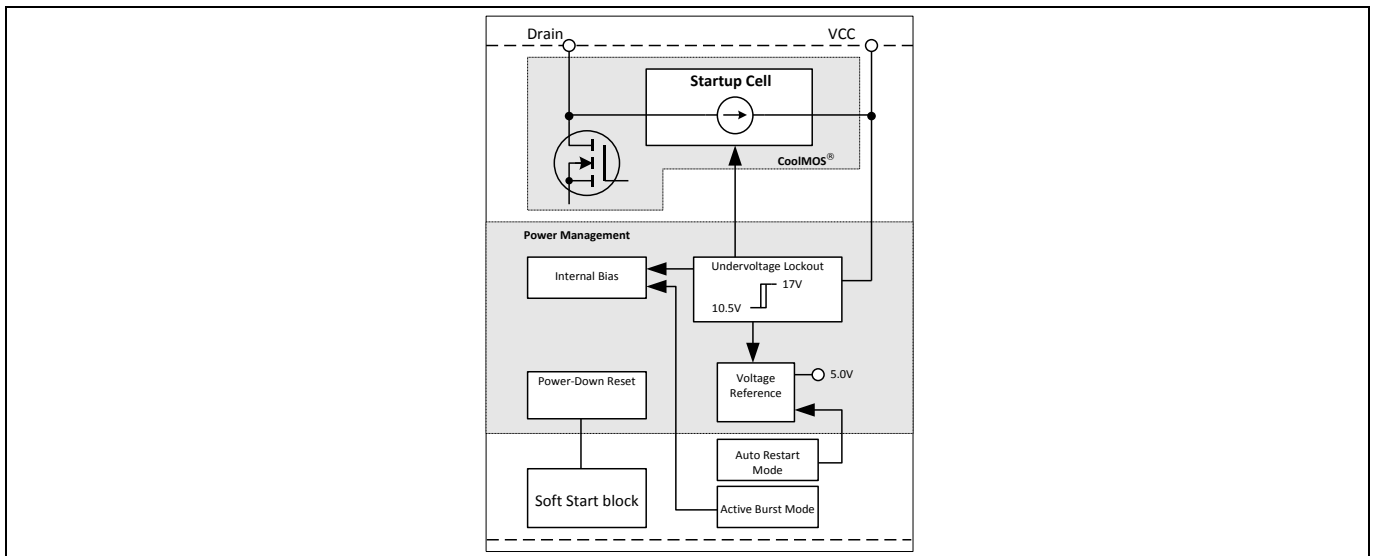 Drain
VCC
Startup Cell
CoolMOS®
Power Management
Internal Bias
Undervoltage Lockout
17V
10.5V
Power-Down Reset
Voltage
Reference
5.0V
Auto Restart
Mode
Soft Start block
Active Burst Mode